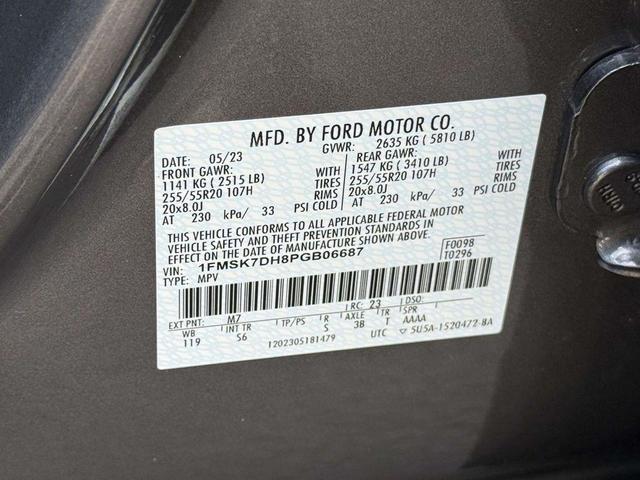 MFD. BY FORD MOTOR CO.
DATE: 05/23 GVWR: 2635 KG (5810 LB)
FRONT GAWR: REAR GAWR:
1141 KG (2515 LB) 1547 KG (3410 LB)
255/55R20 107H TIRES 255/55R20 107H TIRES
20x8.0J RIMS 20x8.0J RIMS
AT 230 kPa/ 33 PSI COLD AT 230 kPa/ 33 PSI COLD
THIS VEHICLE CONFORMS TO ALL APPLICABLE FEDERAL MOTOR
VEHICLE SAFETY AND THEFT PREVENTION STANDARDS IN EFFECT ON
THE DATE OF MANUFACTURE SHOWN ABOVE.
VIN: 1FMSK7DH8PGB06687 F0098
TYPE: MPV T0296
EXT PNT: M7 RC: 23 DSO:
WB INT TR TP/PS R AXLE TR SPR
119 S6 S 3B T AAAA
1202305181479 UTC ▽ 5U5A-1520472-BA